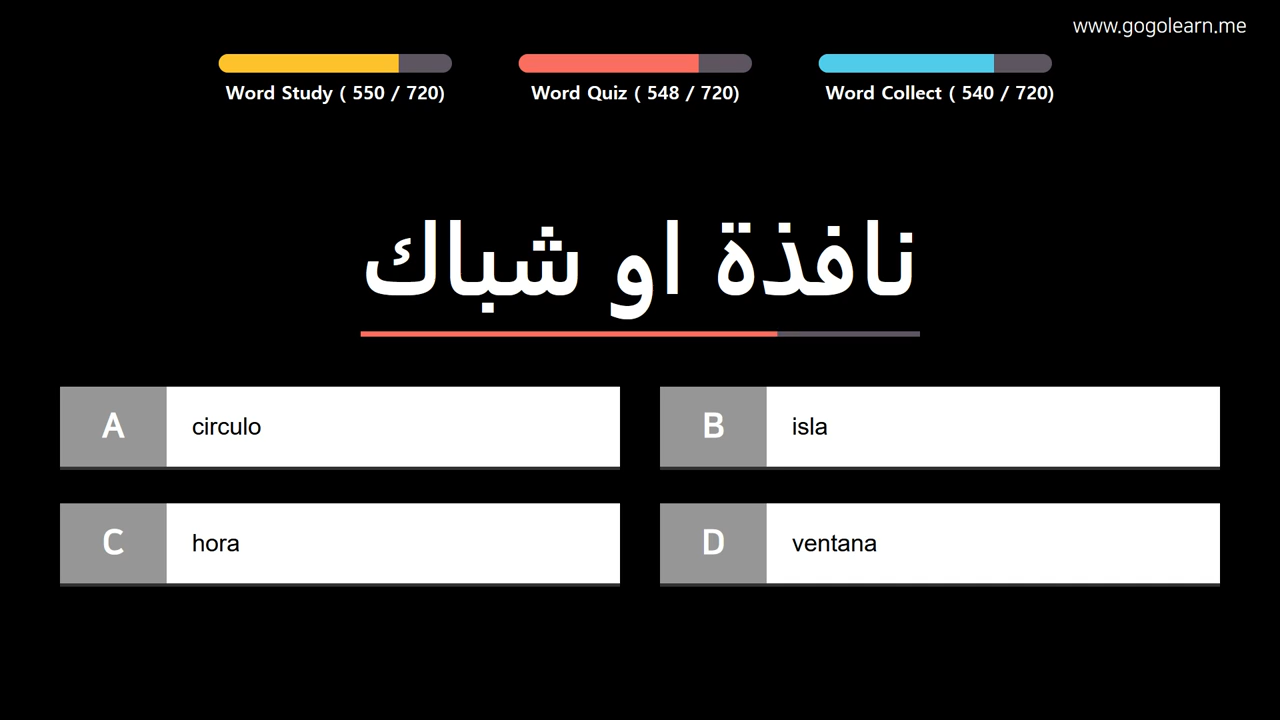 www.gogolearn.me
Word Study ( 550 / 720)
Word Quiz ( 548 / 720)
Word Collect ( 540 / 720)
نافذة او شباك
A circulo
B isla
C hora
D ventana